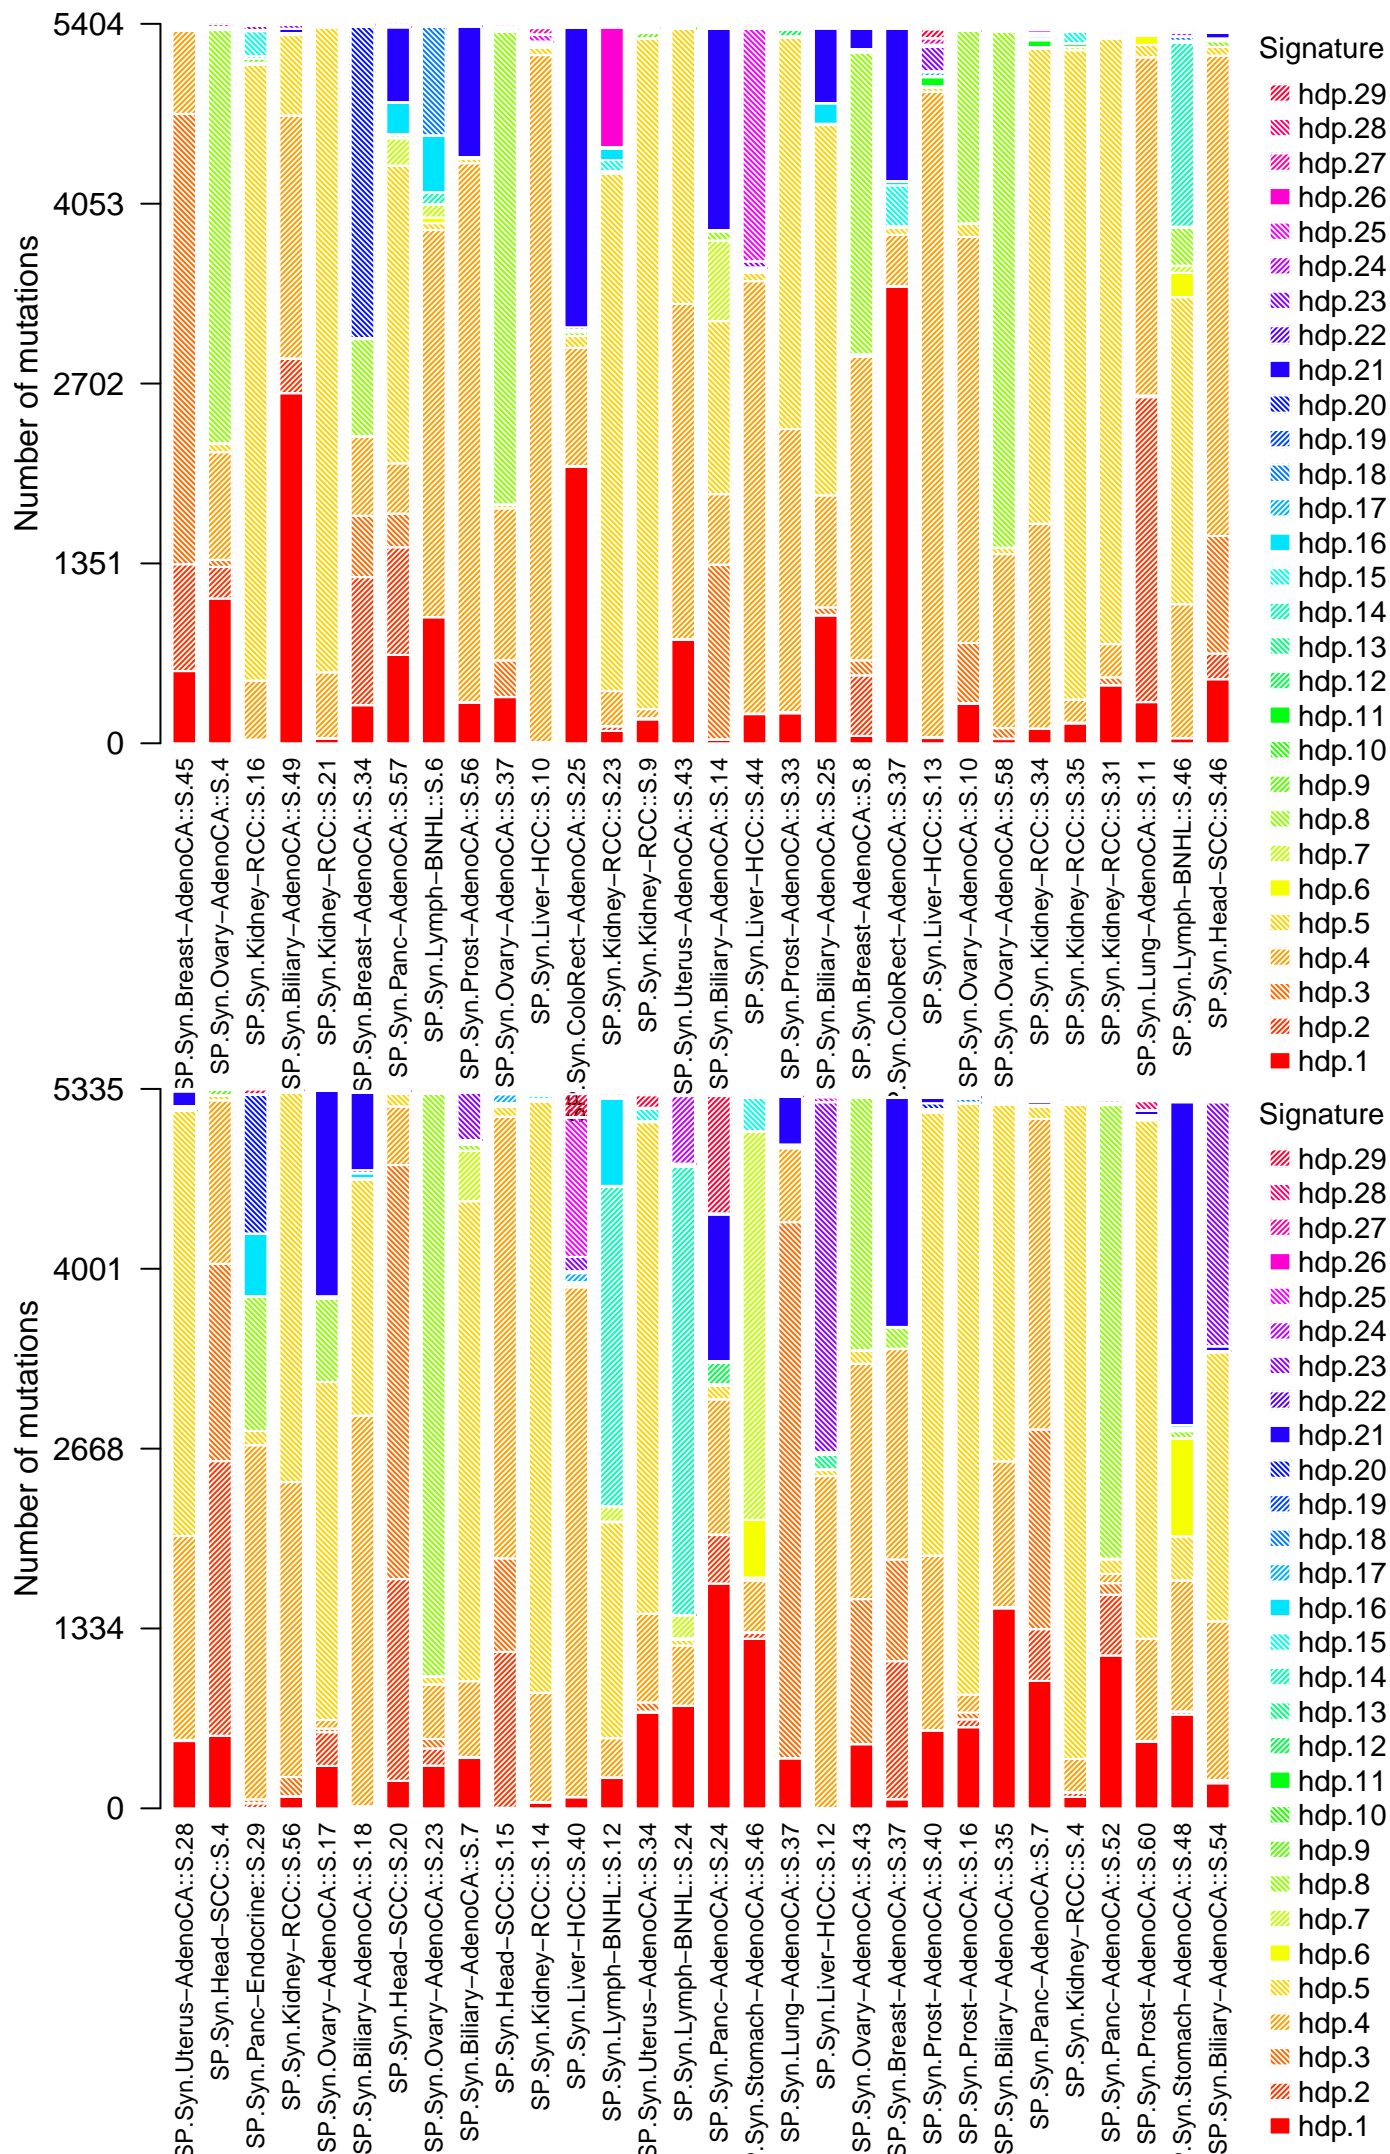 5404
4053
2702
1351
0
Number of mutations
SP.Syn.Breast−AdenoCA::S.45
SP.Syn.Ovary−AdenoCA::S.4
SP.Syn.Kidney−RCC::S.16
SP.Syn.Biliary−AdenoCA::S.49
SP.Syn.Kidney−RCC::S.21
SP.Syn.Breast−AdenoCA::S.34
SP.Syn.Panc−AdenoCA::S.57
SP.Syn.Lymph−BNHL::S.6
SP.Syn.Prost−AdenoCA::S.56
SP.Syn.Ovary−AdenoCA::S.37
SP.Syn.Liver−HCC::S.10
.Syn.ColoRect−AdenoCA::S.25
SP.Syn.Kidney−RCC::S.23
SP.Syn.Kidney−RCC::S.9
SP.Syn.Uterus−AdenoCA::S.43
SP.Syn.Biliary−AdenoCA::S.14
SP.Syn.Liver−HCC::S.44
SP.Syn.Prost−AdenoCA::S.33
SP.Syn.Biliary−AdenoCA::S.25
SP.Syn.Breast−AdenoCA::S.8
.Syn.ColoRect−AdenoCA::S.37
SP.Syn.Liver−HCC::S.13
SP.Syn.Ovary−AdenoCA::S.10
SP.Syn.Ovary−AdenoCA::S.58
SP.Syn.Kidney−RCC::S.34
SP.Syn.Kidney−RCC::S.35
SP.Syn.Kidney−RCC::S.31
SP.Syn.Lung−AdenoCA::S.11
SP.Syn.Lymph−BNHL::S.46
SP.Syn.Head−SCC::S.46
Signature
hdp.29
hdp.28
hdp.27
hdp.26
hdp.25
hdp.24
hdp.23
hdp.22
hdp.21
hdp.20
hdp.19
hdp.18
hdp.17
hdp.16
hdp.15
hdp.14
hdp.13
hdp.12
hdp.11
hdp.10
hdp.9
hdp.8
hdp.7
hdp.6
hdp.5
hdp.4
hdp.3
hdp.2
hdp.1
5335
4001
2668
1334
0
Number of mutations
SP.Syn.Uterus−AdenoCA::S.28
SP.Syn.Head−SCC::S.4
SP.Syn.Panc−Endocrine::S.29
SP.Syn.Kidney−RCC::S.56
SP.Syn.Ovary−AdenoCA::S.17
SP.Syn.Biliary−AdenoCA::S.18
SP.Syn.Head−SCC::S.20
SP.Syn.Ovary−AdenoCA::S.23
SP.Syn.Biliary−AdenoCA::S.7
SP.Syn.Head−SCC::S.15
SP.Syn.Kidney−RCC::S.14
SP.Syn.Liver−HCC::S.40
SP.Syn.Lymph−BNHL::S.12
SP.Syn.Uterus−AdenoCA::S.34
SP.Syn.Lymph−BNHL::S.24
SP.Syn.Panc−AdenoCA::S.24
.Syn.Stomach−AdenoCA::S.46
SP.Syn.Lung−AdenoCA::S.37
SP.Syn.Liver−HCC::S.12
SP.Syn.Ovary−AdenoCA::S.43
SP.Syn.Breast−AdenoCA::S.37
SP.Syn.Prost−AdenoCA::S.40
SP.Syn.Prost−AdenoCA::S.16
SP.Syn.Biliary−AdenoCA::S.35
SP.Syn.Panc−AdenoCA::S.7
SP.Syn.Kidney−RCC::S.4
SP.Syn.Panc−AdenoCA::S.52
SP.Syn.Prost−AdenoCA::S.60
.Syn.Stomach−AdenoCA::S.48
SP.Syn.Biliary−AdenoCA::S.54
Signature
hdp.29
hdp.28
hdp.27
hdp.26
hdp.25
hdp.24
hdp.23
hdp.22
hdp.21
hdp.20
hdp.19
hdp.18
hdp.17
hdp.16
hdp.15
hdp.14
hdp.13
hdp.12
hdp.11
hdp.10
hdp.9
hdp.8
hdp.7
hdp.6
hdp.5
hdp.4
hdp.3
hdp.2
hdp.1